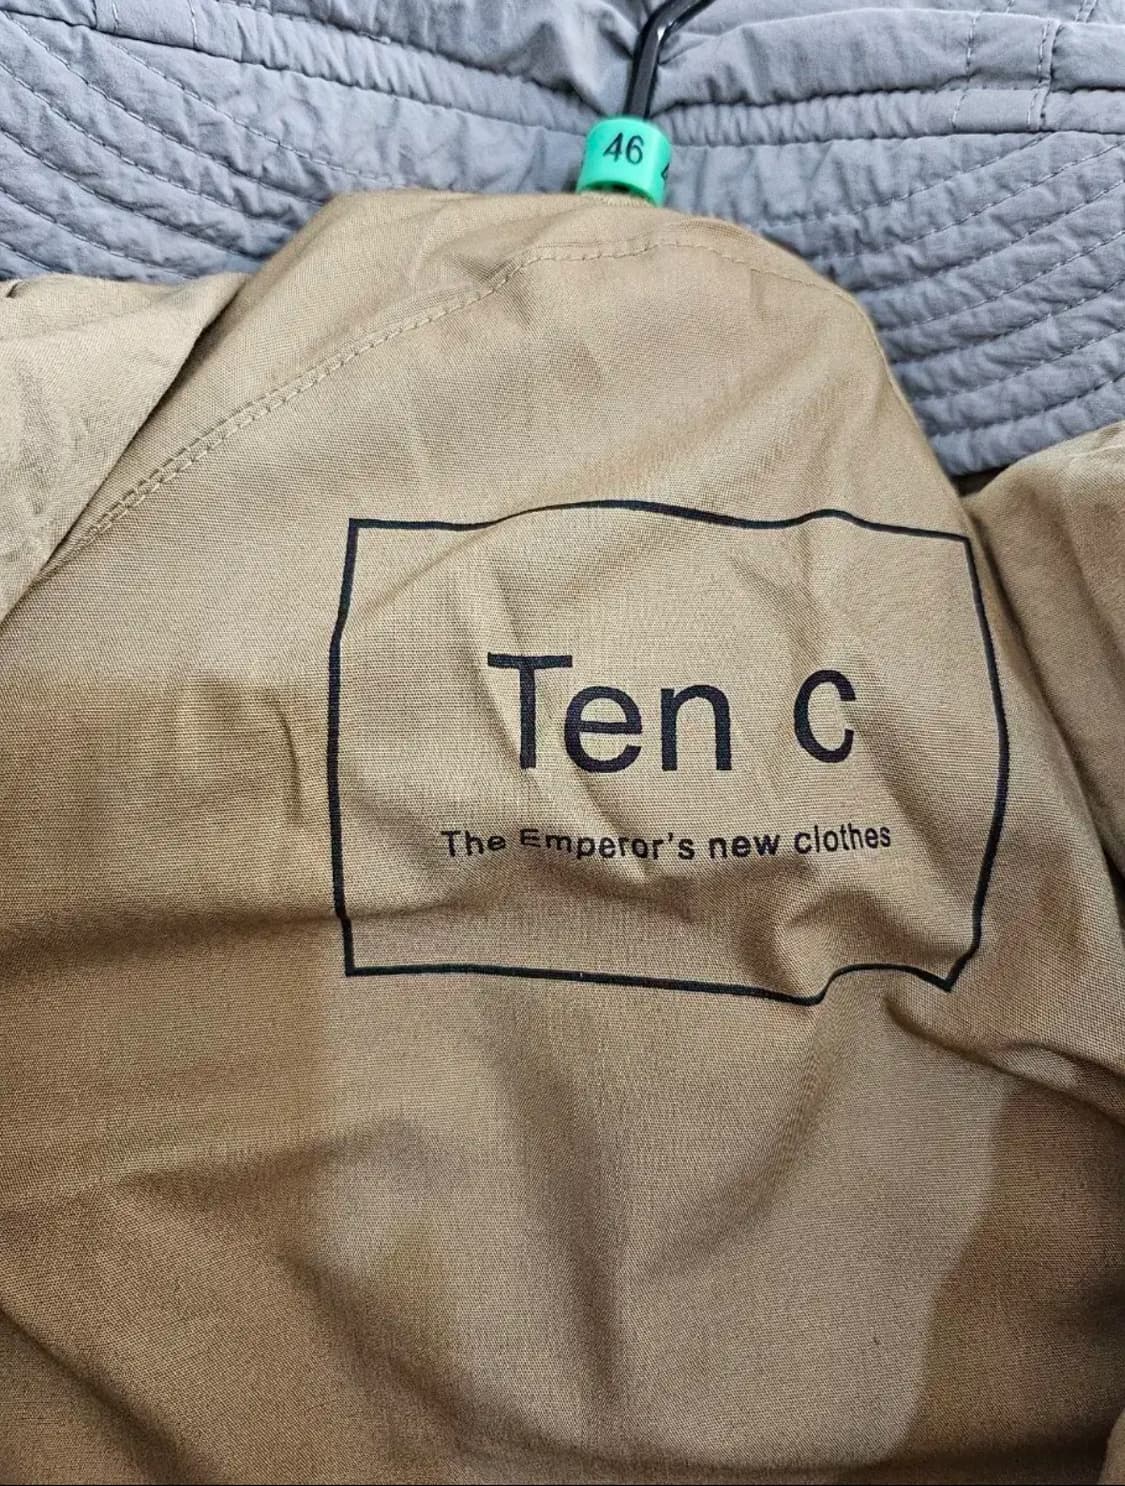 46
Ten c
The Emperor's new clothes